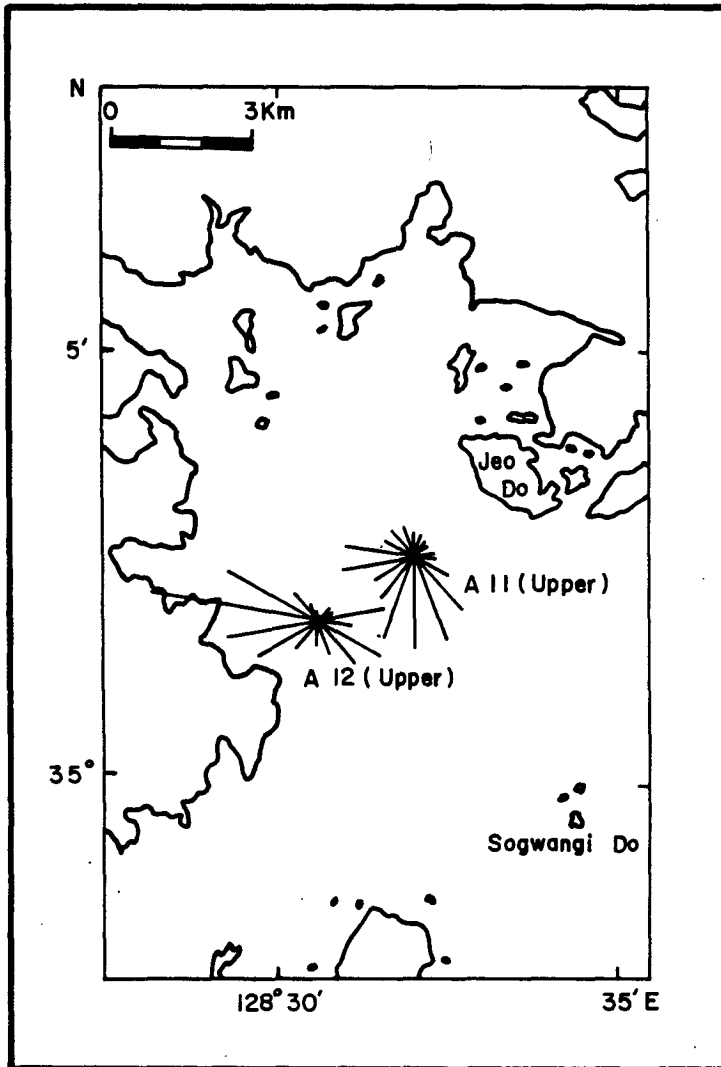 N
0 3Km
5'
Jeo
Do
A 11 (Upper)
A 12 (Upper)
35°
Sogwangi Do
128° 30' 35' E